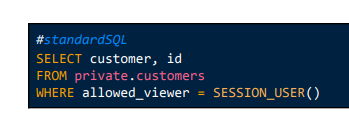 #standardSQL
SELECT customer, id
FROM private.customers
WHERE allowed_viewer = SESSION_USER()